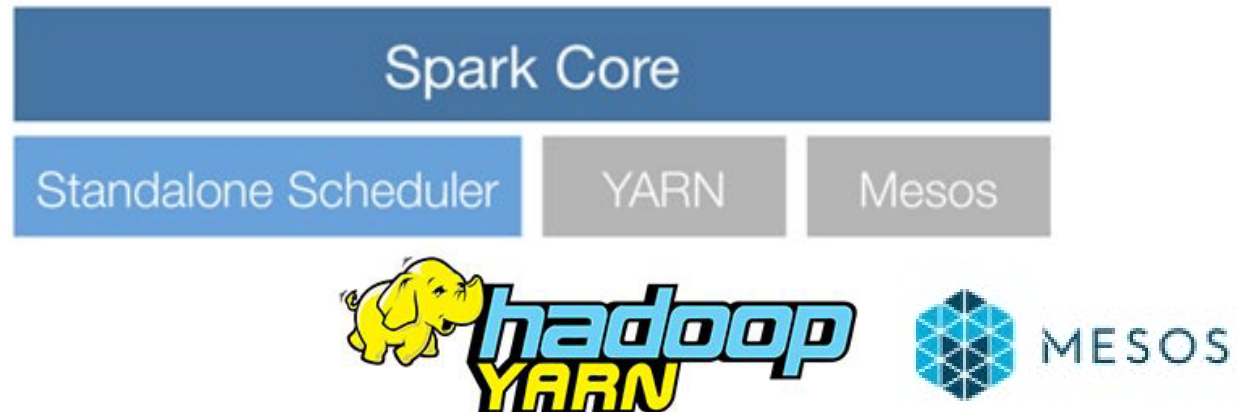 Spark Core
Standalone Scheduler
YARN
Mesos
hadoop
YARN
MESOS